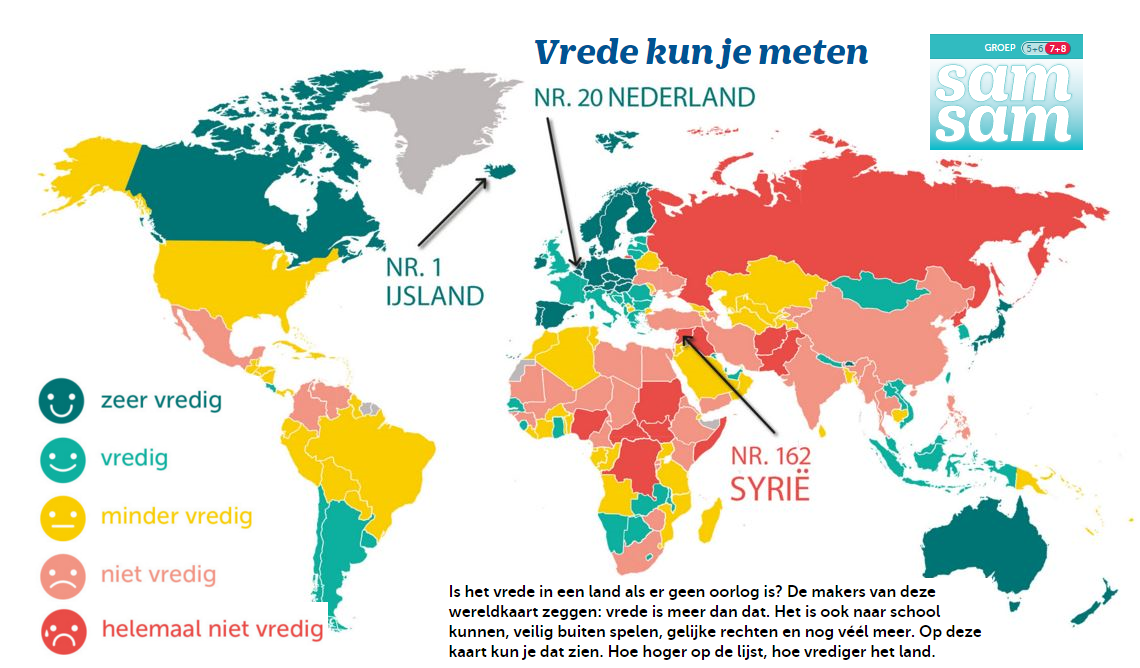 Vrede kun je meten
GROEP 5+6 7+8
sam
sam
NR. 20 NEDERLAND
NR. 1
IJSLAND
zeer vredig
vredig
minder vredig
niet vredig
helemaal niet vredig
NR. 162
SYRIË
Is het vrede in een land als er geen oorlog is? De makers van deze
wereldkaart zeggen: vrede is meer dan dat. Het is ook naar school
kunnen, veilig buiten spelen, gelijke rechten en nog véél meer. Op deze
kaart kun je dat zien. Hoe hoger op de lijst, hoe vrediger het land.